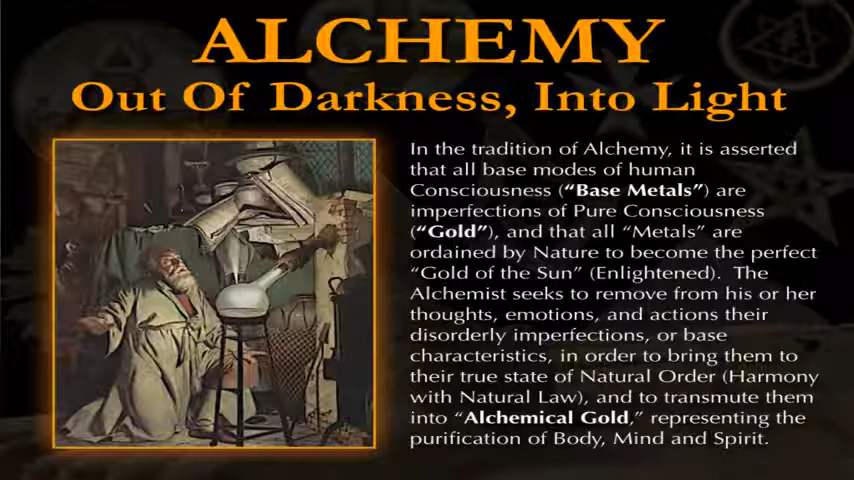 ALCHEMY
Out Of Darkness, Into Light
In the tradition of Alchemy, it is asserted
that all base modes of human
Consciousness (“Base Metals”) are
imperfections of Pure Consciousness
(“Gold”), and that all “Metals” are
ordained by Nature to become the perfect
“Gold of the Sun” (Enlightened).  The
Alchemist seeks to remove from his or her
thoughts, emotions, and actions their
disorderly imperfections, or base
characteristics, in order to bring them to
their true state of Natural Order (Harmony
with Natural Law), and to transmute them
into “Alchemical Gold,” representing the
purification of Body, Mind and Spirit.